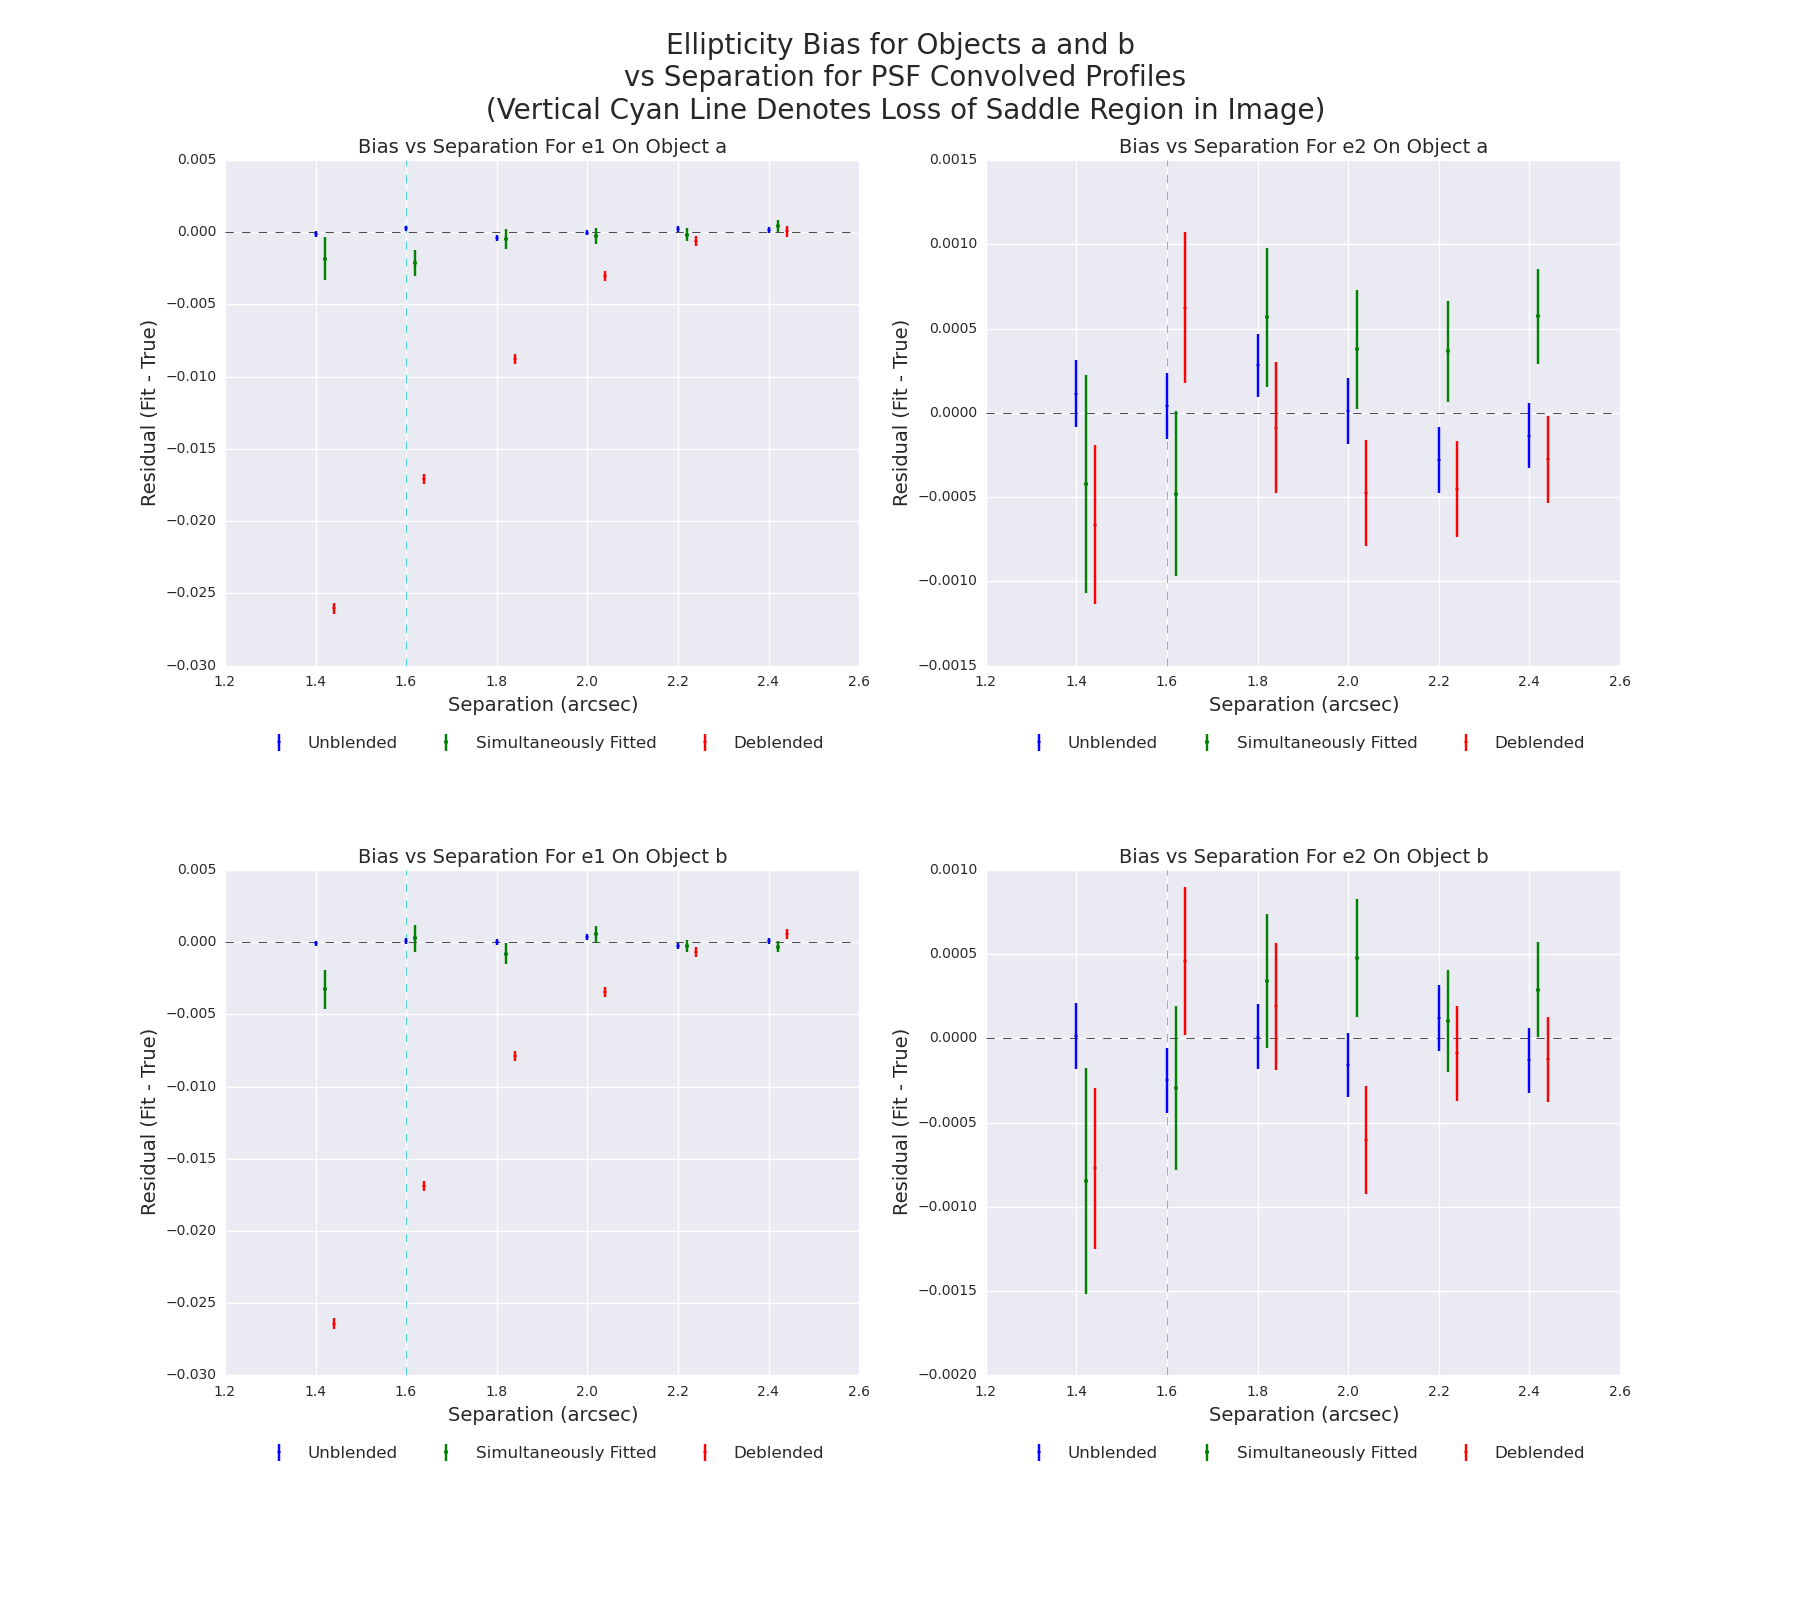 Ellipticity Bias for Objects a and b
vs Separation for PSF Convolved Profiles
(Vertical Cyan Line Denotes Loss of Saddle Region in Image)
Bias vs Separation For e1 On Object a
0.005
0.000
−0.005
−0.010
−0.015
−0.020
−0.025
−0.030
Residual (Fit - True)
1.2 1.4 1.6 1.8 2.0 2.2 2.4 2.6
Separation (arcsec)
Unblended Simultaneously Fitted Deblended
Bias vs Separation For e2 On Object a
0.0015
0.0010
0.0005
0.0000
−0.0005
−0.0010
−0.0015
Residual (Fit - True)
1.2 1.4 1.6 1.8 2.0 2.2 2.4 2.6
Separation (arcsec)
Unblended Simultaneously Fitted Deblended
Bias vs Separation For e1 On Object b
0.005
0.000
−0.005
−0.010
−0.015
−0.020
−0.025
−0.030
Residual (Fit - True)
1.2 1.4 1.6 1.8 2.0 2.2 2.4 2.6
Separation (arcsec)
Unblended Simultaneously Fitted Deblended
Bias vs Separation For e2 On Object b
0.0010
0.0005
0.0000
−0.0005
−0.0010
−0.0015
−0.0020
Residual (Fit - True)
1.2 1.4 1.6 1.8 2.0 2.2 2.4 2.6
Separation (arcsec)
Unblended Simultaneously Fitted Deblended